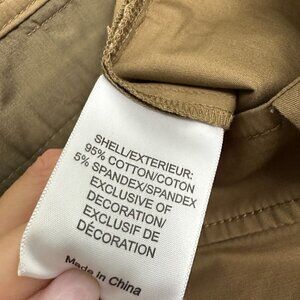 SHELL/EXTERIEUR:
95% COTTON/COTON
5% SPANDEX/SPANDEX
EXCLUSIVE OF
DECORATION/
EXCLUSIF DE
DÉCORATION
Made in China